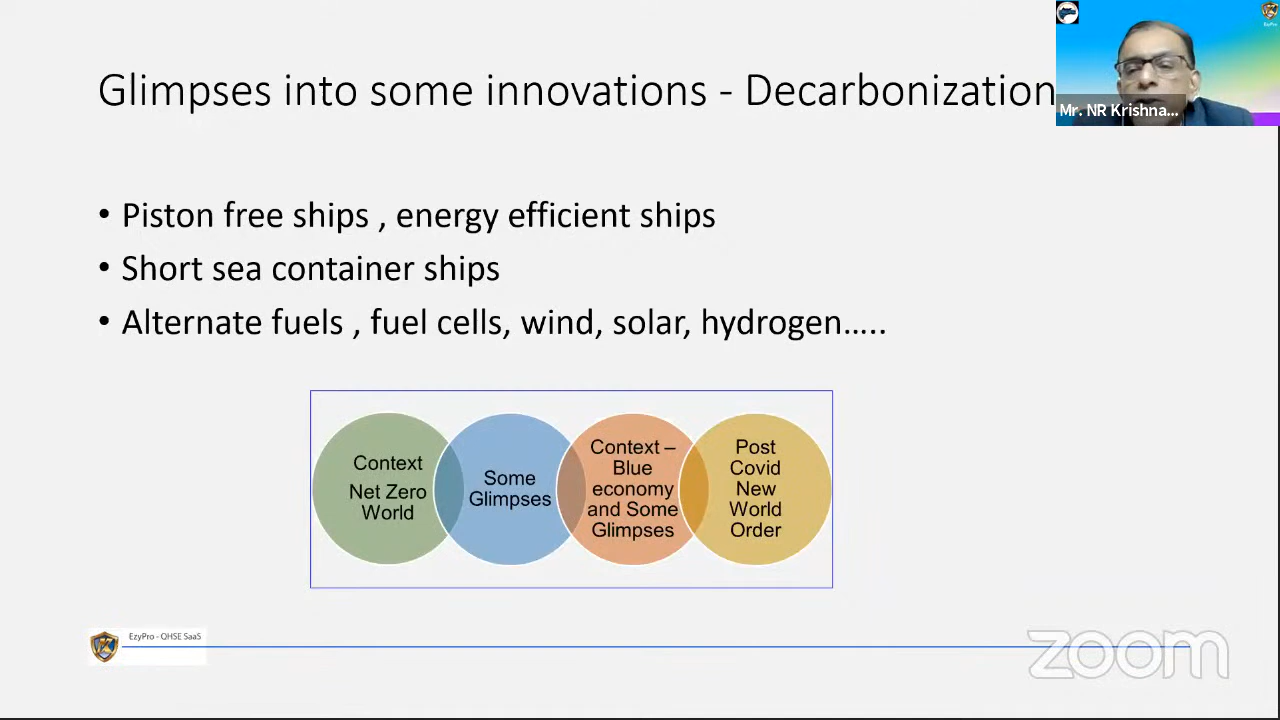 Glimpses into some innovations - Decarbonization
Mr. NR Krishna...
• Piston free ships , energy efficient ships
• Short sea container ships
• Alternate fuels , fuel cells, wind, solar, hydrogen.....
Context
Net Zero
World
Some
Glimpses
Context –
Blue
economy
and Some
Glimpses
Post
Covid
New
World
Order
EzyPro - QHSE SaaS
zoom